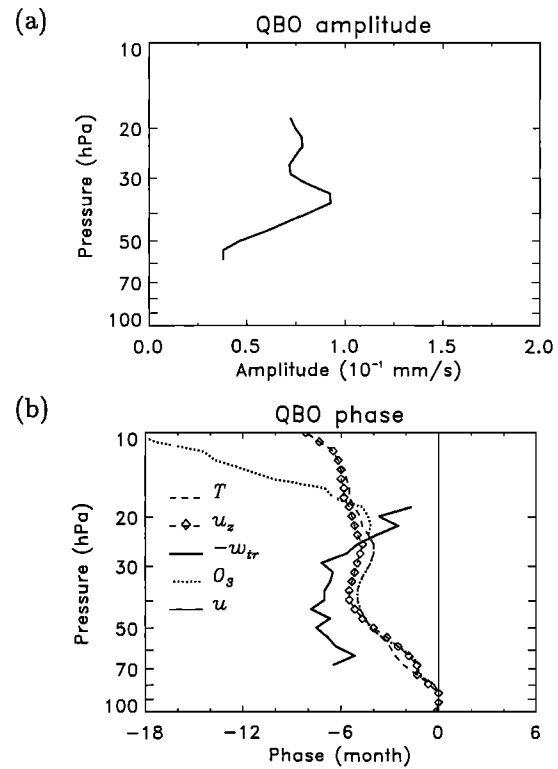 (a)
QBO amplitude
10
20
30
50
70
100
Pressure (hPa)
0.0 0.5 1.0 1.5 2.0
Amplitude (10⁻¹ mm/s)
(b)
QBO phase
10
20
30
50
70
100
Pressure (hPa)
T
u_z
-w_tr
O_3
u
-18 -12 -6 0 6
Phase (month)